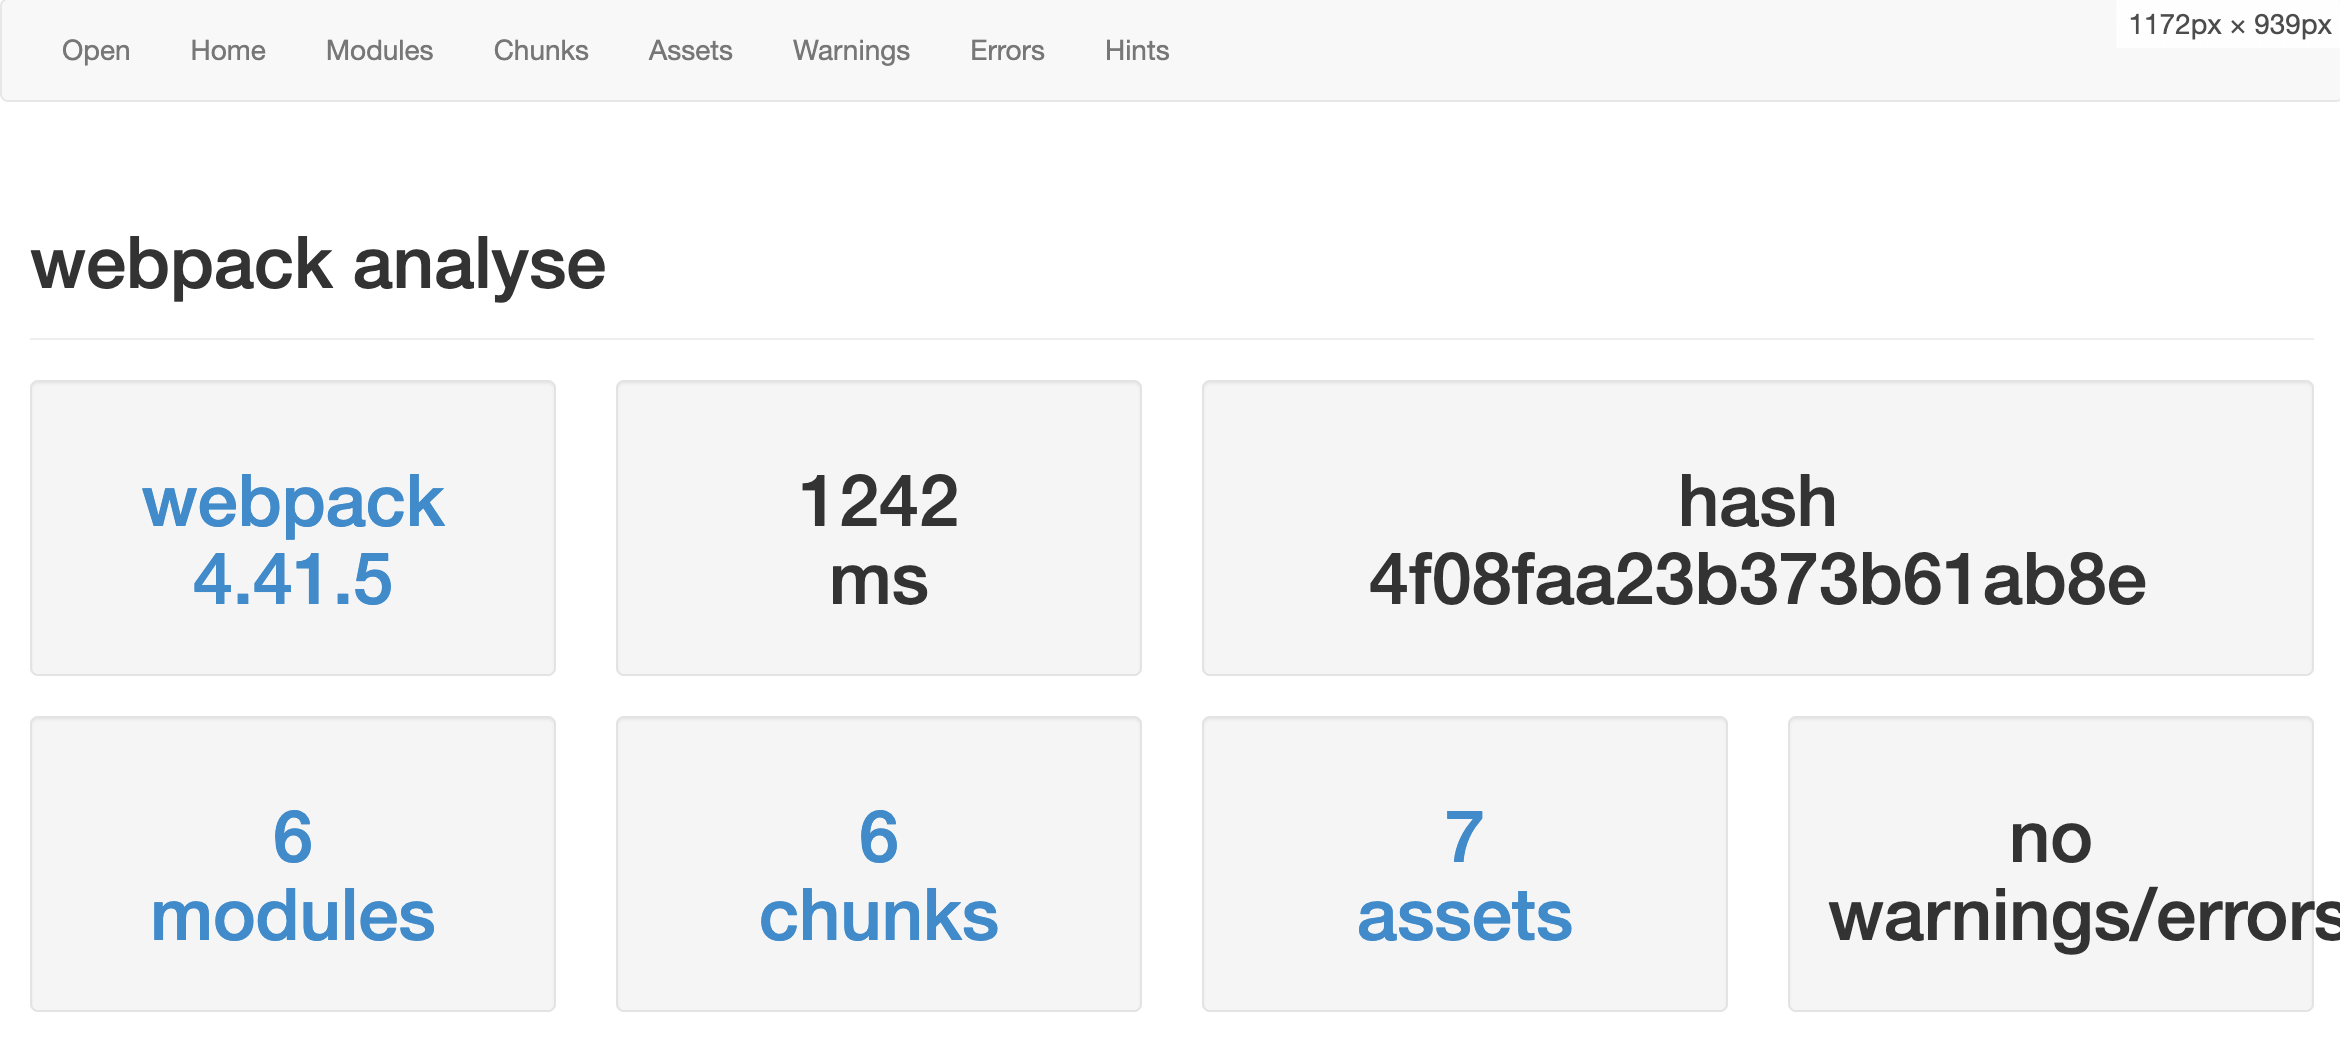 Open Home Modules Chunks Assets Warnings Errors Hints
1172px × 939px
webpack analyse
webpack
4.41.5
1242
ms
hash
4f08faa23b373b61ab8e
6
modules
6
chunks
7
assets
no
warnings/errors